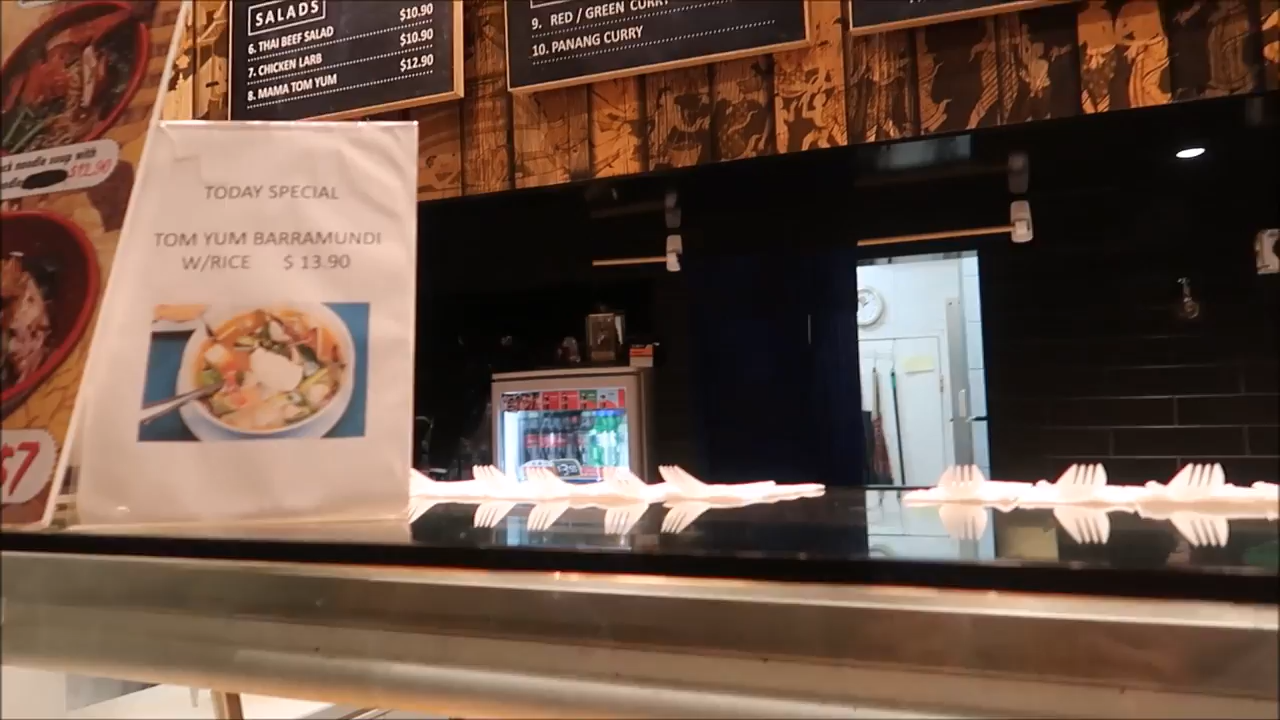 SALADS
$10.90
6. THAI BEEF SALAD $10.90
7. CHICKEN LARB $12.90
8. MAMA TOM YUM
9. RED / GREEN CURRY
10. PANANG CURRY
noodle soup with
$12.90
$7
TODAY SPECIAL
TOM YUM BARRAMUNDI
W/RICE $ 13.90